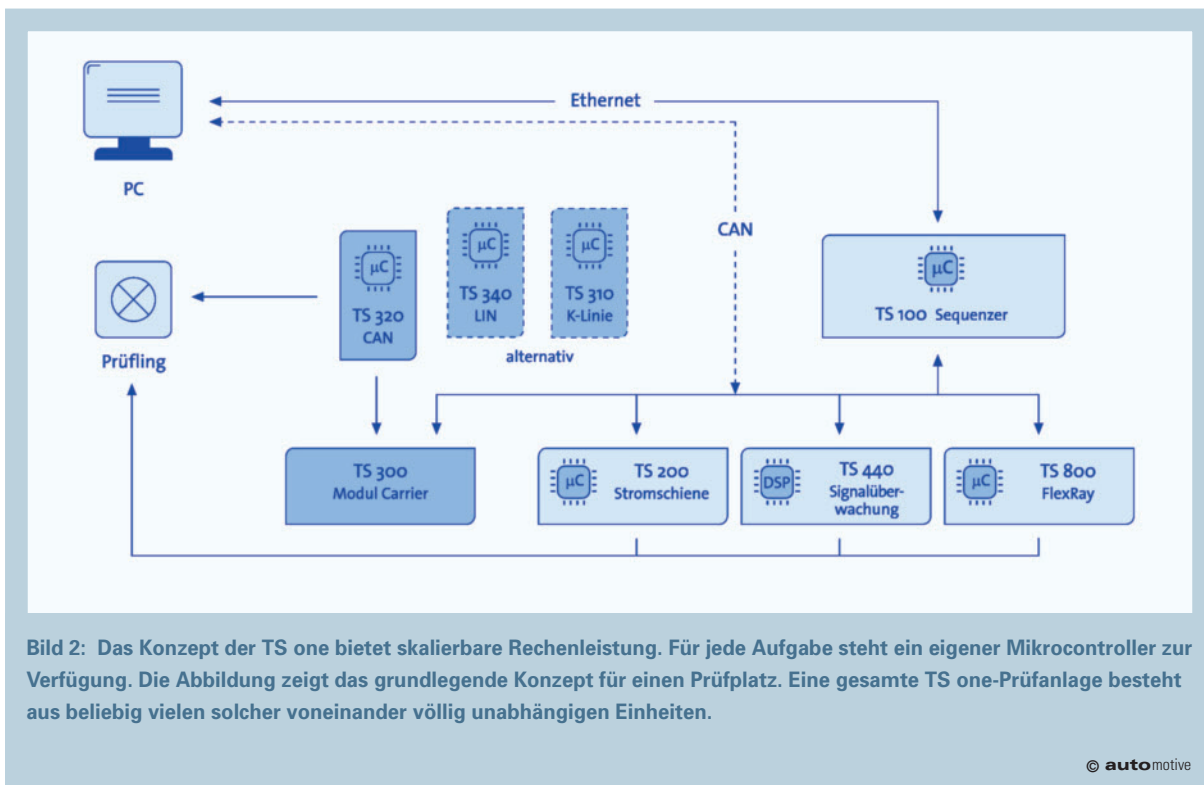 Ethernet
PC
CAN
µC
TS 320
CAN
µC
TS 340
LIN
µC
TS 310
K-Linie
alternativ
µC
TS 100 Sequenzer
Prüfling
TS 300
Modul Carrier
µC
TS 200
Stromschiene
DSP
TS 440
Signalüber-
wachung
µC
TS 800
FlexRay
Bild 2: Das Konzept der TS one bietet skalierbare Rechenleistung. Für jede Aufgabe steht ein eigener Mikrocontroller zur
Verfügung. Die Abbildung zeigt das grundlegende Konzept für einen Prüfplatz. Eine gesamte TS one-Prüfanlage besteht
aus beliebig vielen solcher voneinander völlig unabhängigen Einheiten.
© automotive